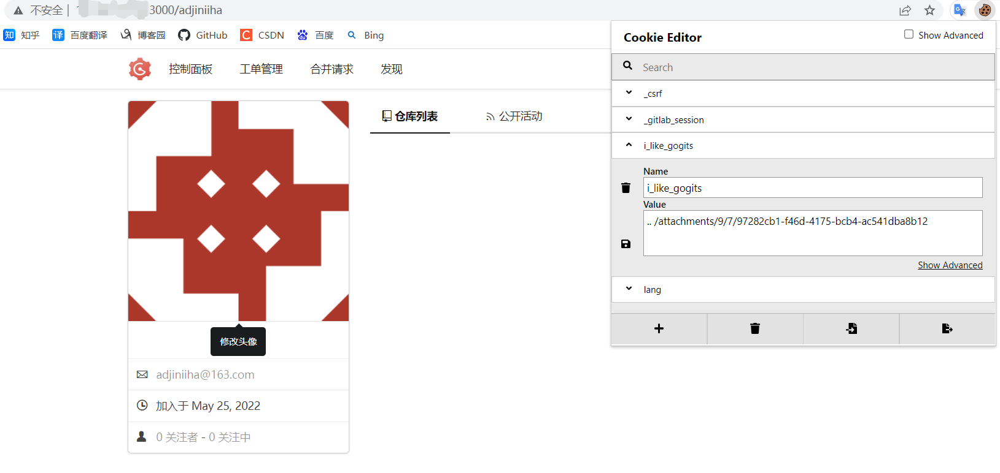 不安全 | 1 3000/adjiniiha
知乎 百度翻译 博客园 GitHub CSDN 百度 Bing
控制面板 工单管理 合并请求 发现
仓库列表 公开活动
修改头像
adjiniiha@163.com
加入于 May 25, 2022
0 关注者 - 0 关注中
Cookie Editor
Show Advanced
Search
_csrf
_gitlab_session
i_like_gogits
Name
i_like_gogits
Value
.. /attachments/9/7/97282cb1-f46d-4175-bcb4-ac541dba8b12
Show Advanced
lang